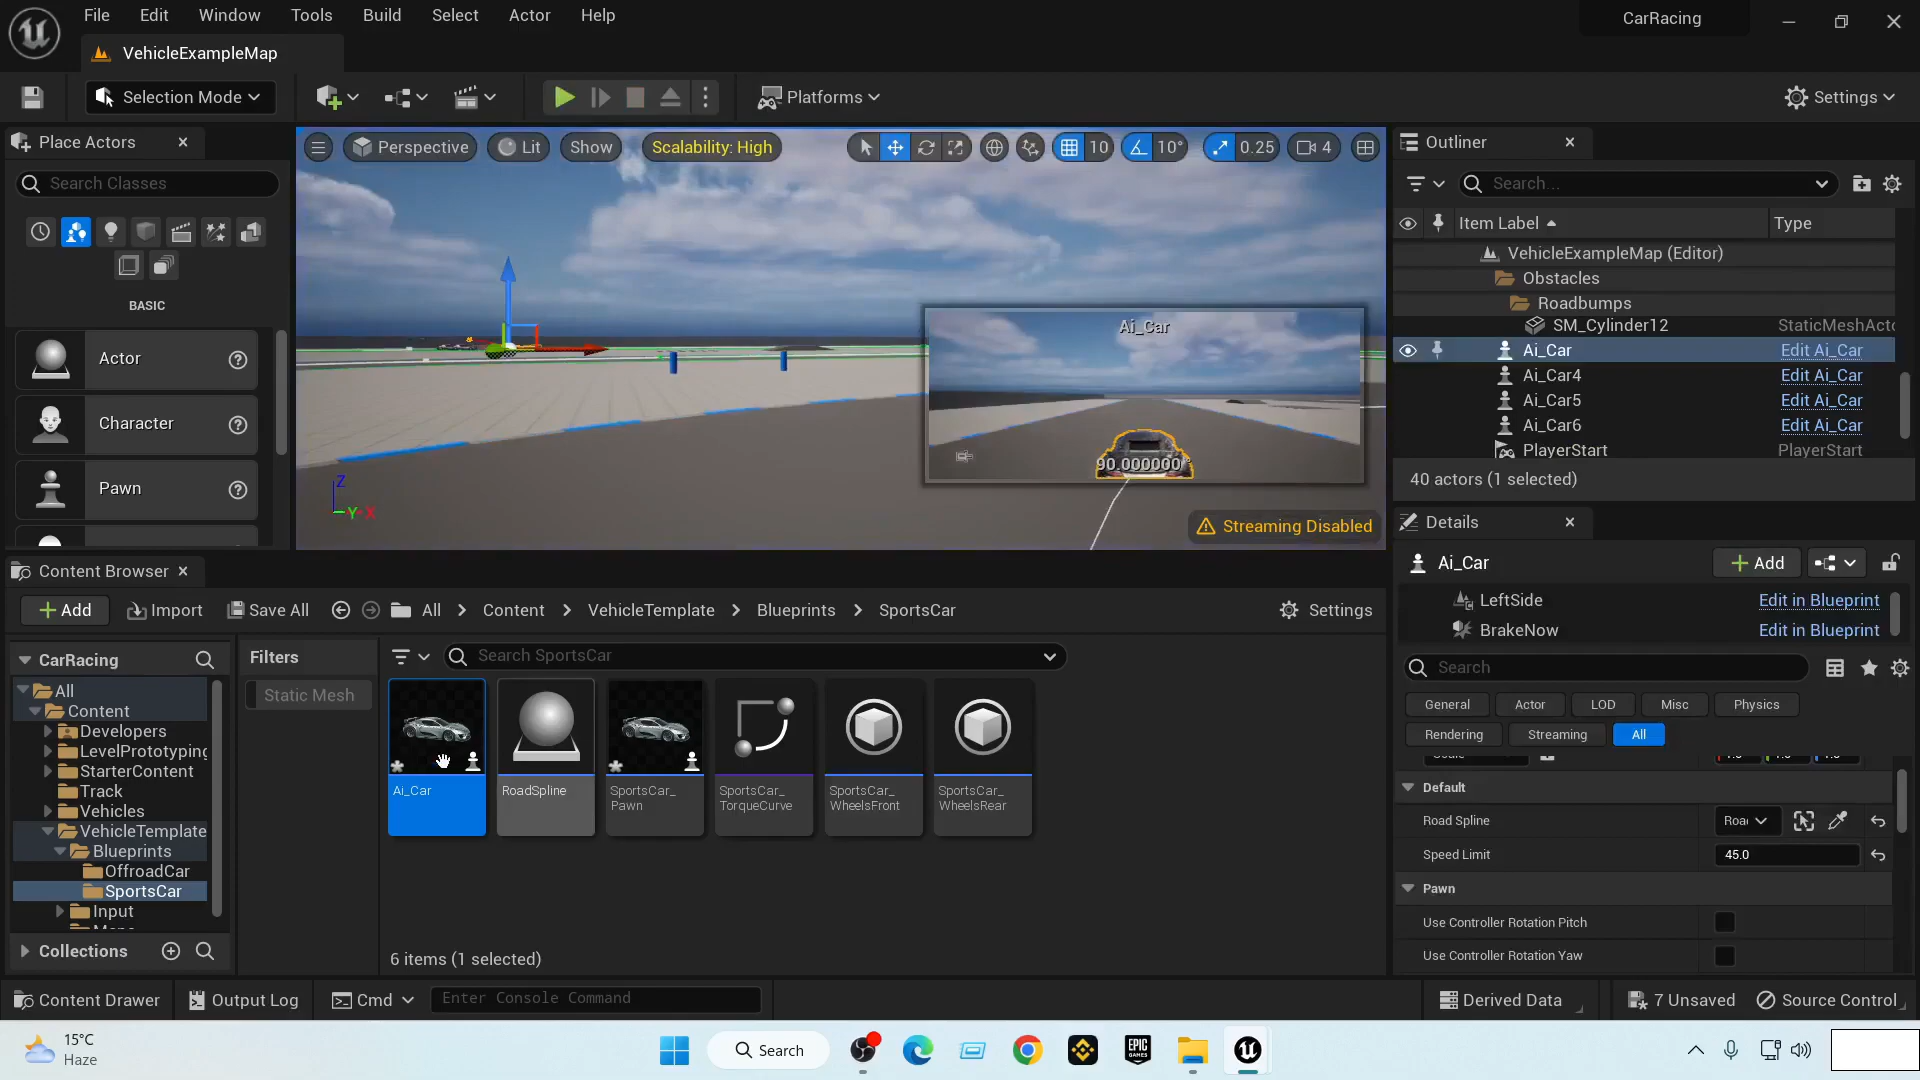 File Edit Window Tools Build Select Actor Help
CarRacing
VehicleExampleMap
Selection Mode
Platforms
Settings
Place Actors
Search Classes
BASIC
Actor
Character
Pawn
Perspective
Lit
Show
Scalability: High
10
10°
0.25
4
Ai_Car
90.000000
Z
Y X
Streaming Disabled
Outliner
Search...
Item Label
Type
VehicleExampleMap (Editor)
Obstacles
Roadbumps
SM_Cylinder12 StaticMeshActo
Ai_Car Edit Ai_Car
Ai_Car4 Edit Ai_Car
Ai_Car5 Edit Ai_Car
Ai_Car6 Edit Ai_Car
PlayerStart PlayerStart
40 actors (1 selected)
Details
Ai_Car
Add
LeftSide Edit in Blueprint
BrakeNow Edit in Blueprint
Search
General Actor LOD Misc Physics
Rendering Streaming All
Default
Road Spline Roa
Speed Limit 45.0
Pawn
Use Controller Rotation Pitch
Use Controller Rotation Yaw
Content Browser
Add Import Save All All Content VehicleTemplate Blueprints SportsCar Settings
CarRacing
All
Content
Developers
LevelPrototyping
StarterContent
Track
Vehicles
VehicleTemplate
Blueprints
OffroadCar
SportsCar
Input
Collections
Filters
Static Mesh
Search SportsCar
Ai_Car
RoadSpline
SportsCar_
Pawn
SportsCar_
TorqueCurve
SportsCar_
WheelsFront
SportsCar_
WheelsRear
6 items (1 selected)
Content Drawer
Output Log
Cmd
Enter Console Command
Derived Data
7 Unsaved
Source Control
15°C
Haze
Search
EPIC
GAMES